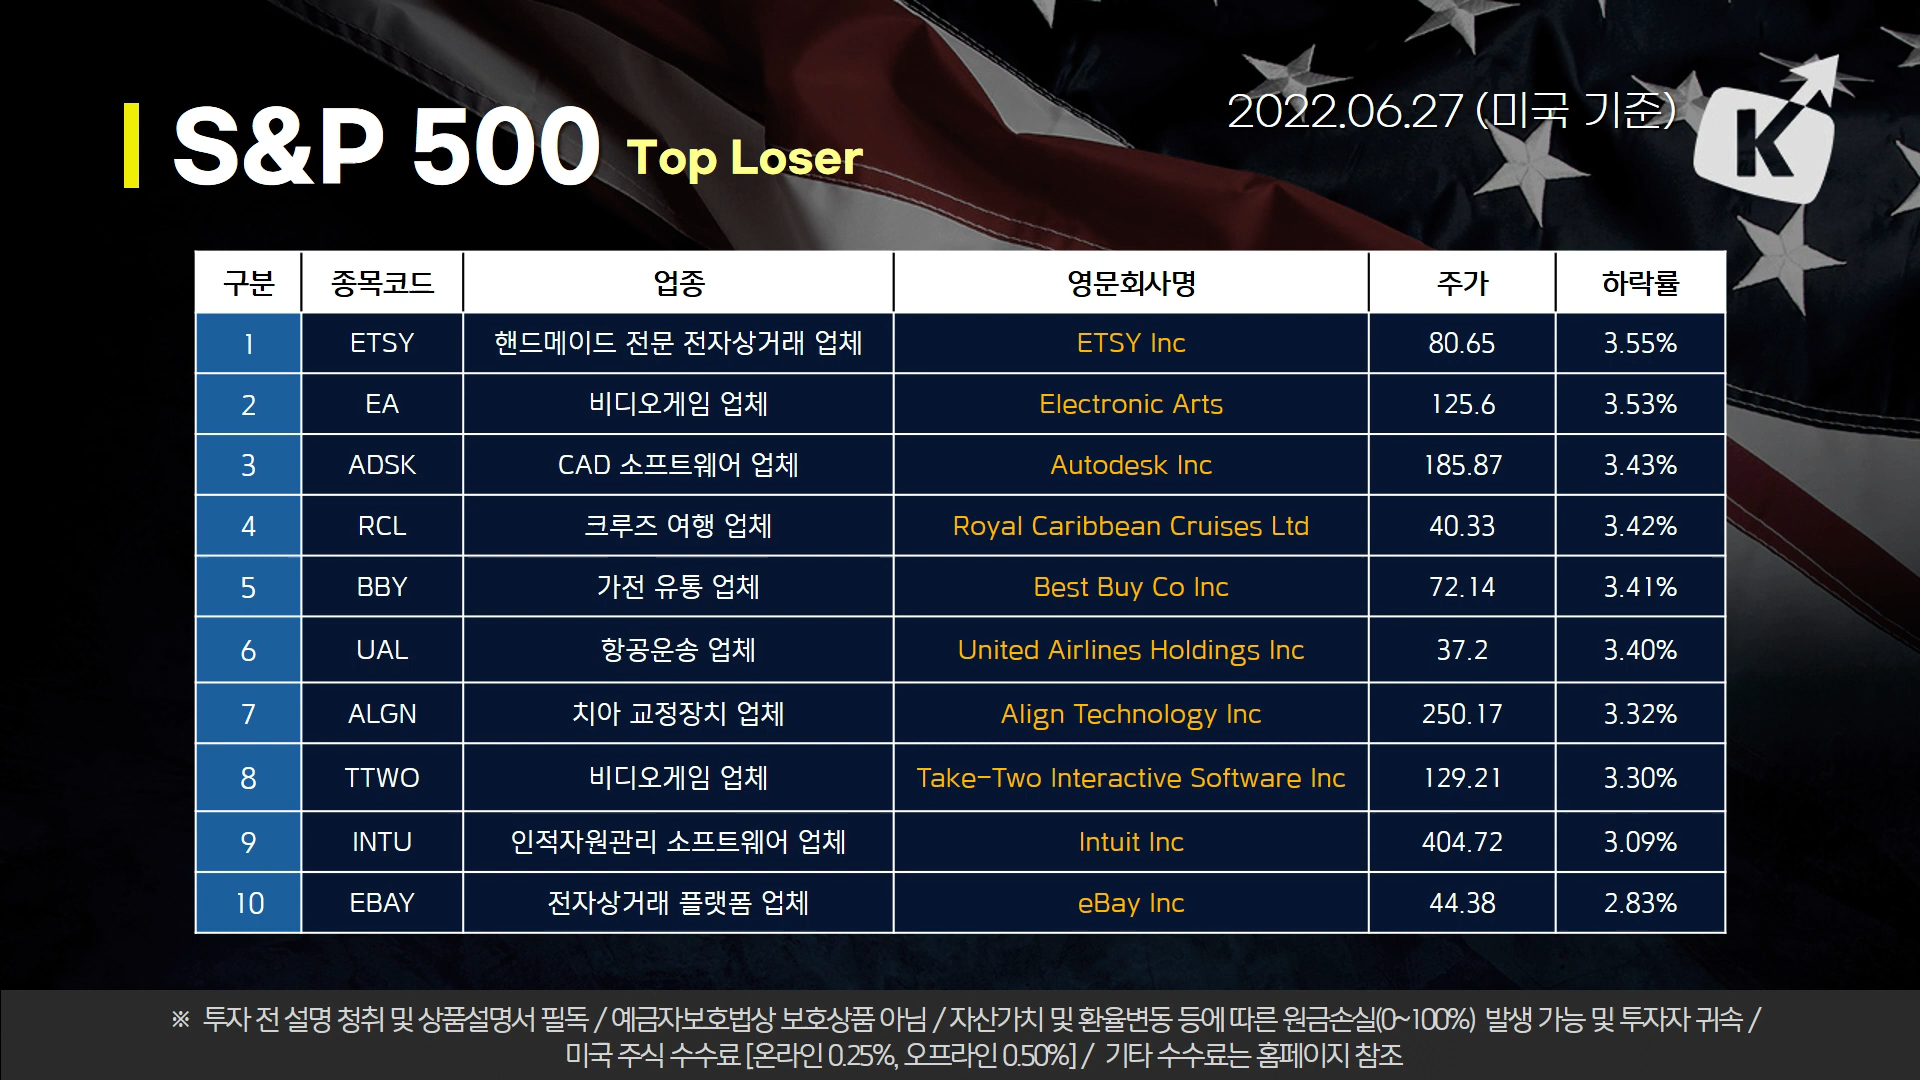 S&P 500 Top Loser
2022.06.27 (미국 기준)
K
구분 종목코드 업종 영문회사명 주가 하락률
1 ETSY 핸드메이드 전문 전자상거래 업체 ETSY Inc 80.65 3.55%
2 EA 비디오게임 업체 Electronic Arts 125.6 3.53%
3 ADSK CAD 소프트웨어 업체 Autodesk Inc 185.87 3.43%
4 RCL 크루즈 여행 업체 Royal Caribbean Cruises Ltd 40.33 3.42%
5 BBY 가전 유통 업체 Best Buy Co Inc 72.14 3.41%
6 UAL 항공운송 업체 United Airlines Holdings Inc 37.2 3.40%
7 ALGN 치아 교정장치 업체 Align Technology Inc 250.17 3.32%
8 TTWO 비디오게임 업체 Take-Two Interactive Software Inc 129.21 3.30%
9 INTU 인적자원관리 소프트웨어 업체 Intuit Inc 404.72 3.09%
10 EBAY 전자상거래 플랫폼 업체 eBay Inc 44.38 2.83%
※ 투자 전 설명 청취 및 상품설명서 필독 / 예금자보호법상 보호상품 아님 / 자산가치 및 환율변동 등에 따른 원금손실(0~100%) 발생 가능 및 투자자 귀속 /
미국 주식 수수료 [온라인 0.25%, 오프라인 0.50%] / 기타 수수료는 홈페이지 참조